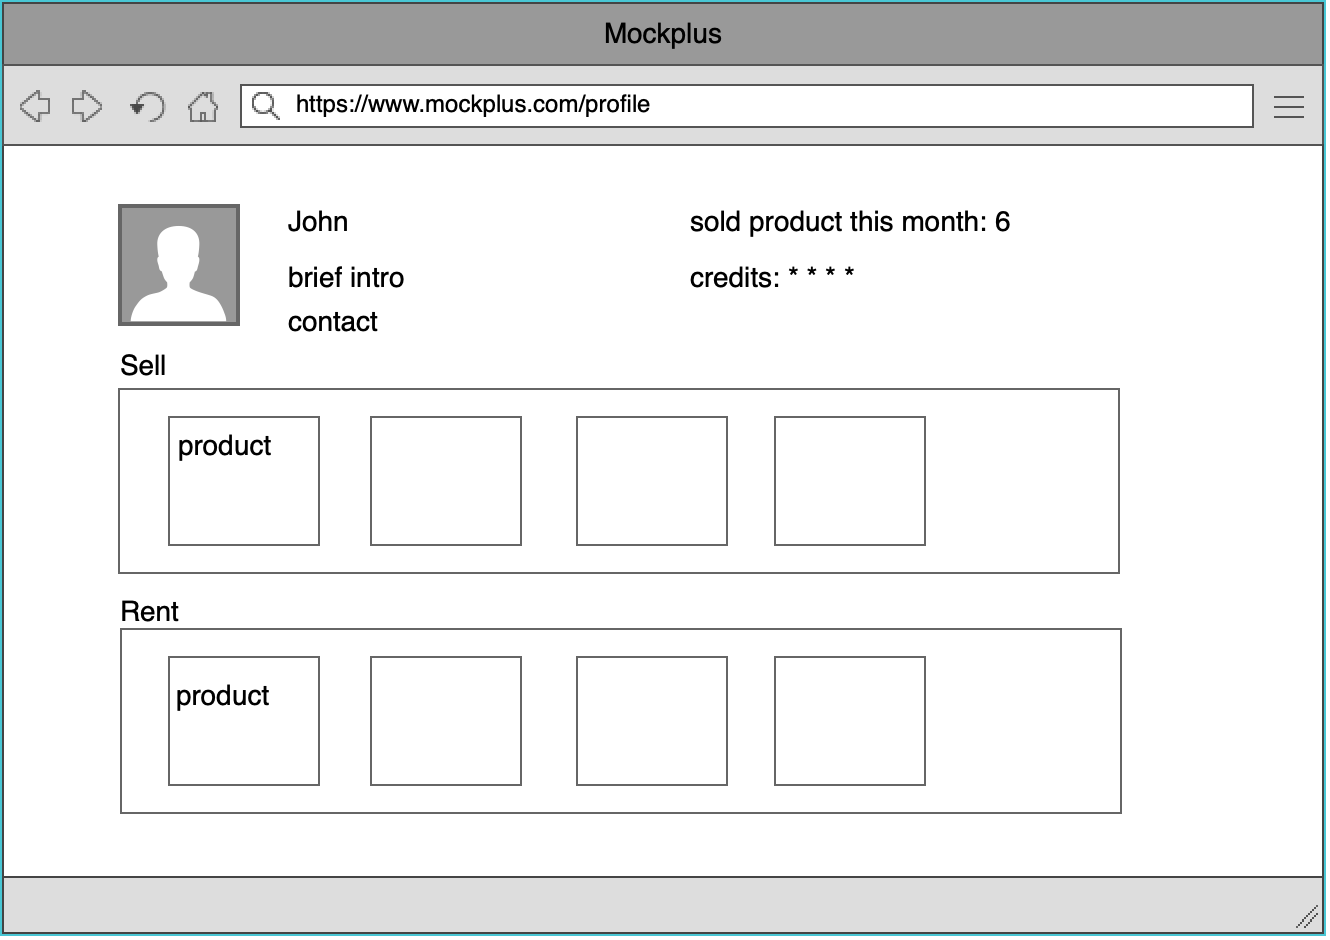 Mockplus
https://www.mockplus.com/profile
John
sold product this month: 6
brief intro
credits: * * * *
contact
Sell
product
Rent
product